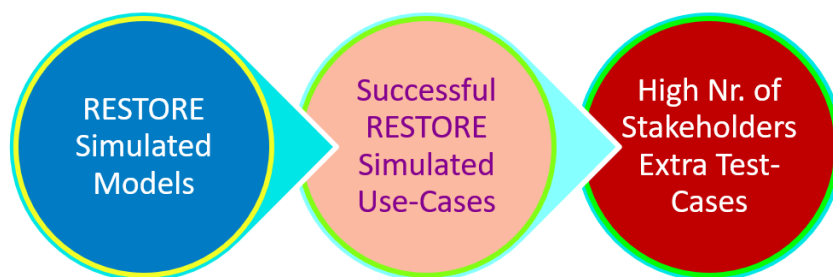 RESTORE
Simulated
Models
Successful
RESTORE
Simulated
Use-Cases
High Nr. of
Stakeholders
Extra Test-
Cases